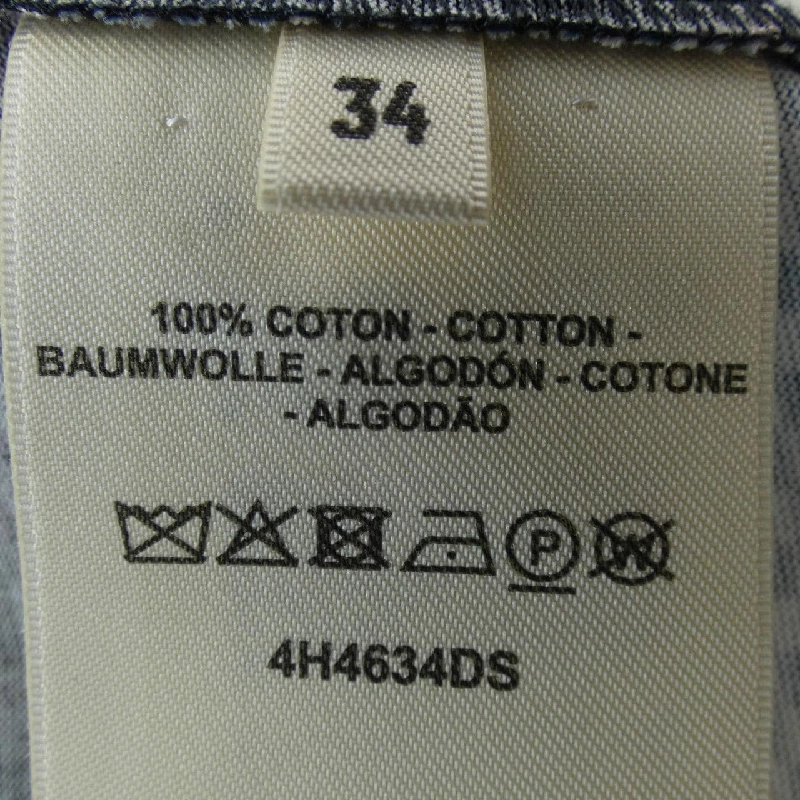 34
100% COTON - COTTON -
BAUMWOLLE - ALGODÓN - COTONE
- ALGODÃO
P W
4H4634DS